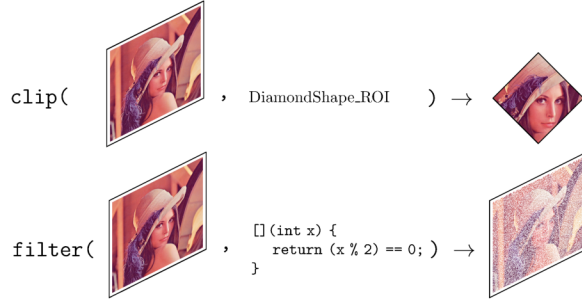 clip( , DiamondShape_ROI ) →
filter( , [](int x) {
return (x % 2) == 0; ) →
}